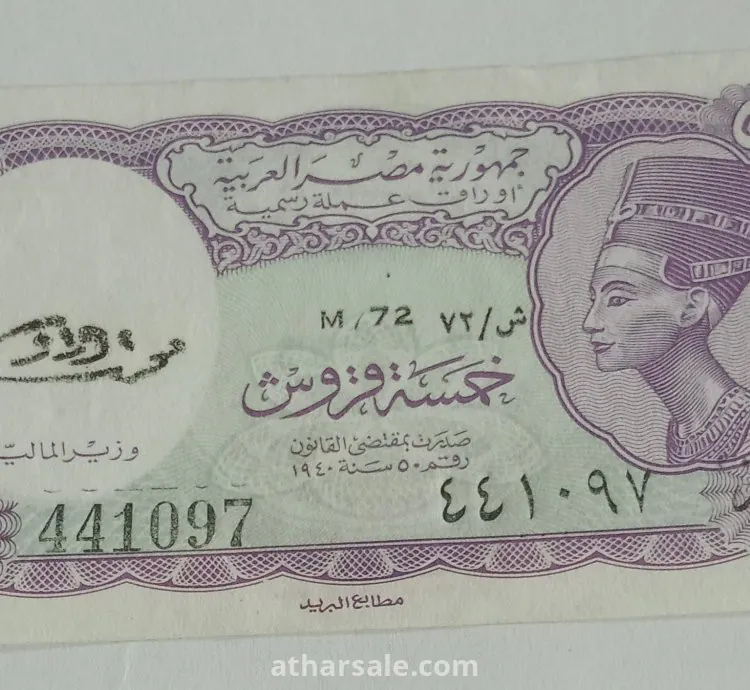 جمهورية مصر العربية
أوراق عملة رسمية
M/72 ش/٧٢
خمسة قروش
صدرت بمقتضى القانون
رقم ٥٠ سنة ١٩٤٠
وزير المالية
441097 ٤٤١٠٩٧
مطابع البريد
atharsale.com